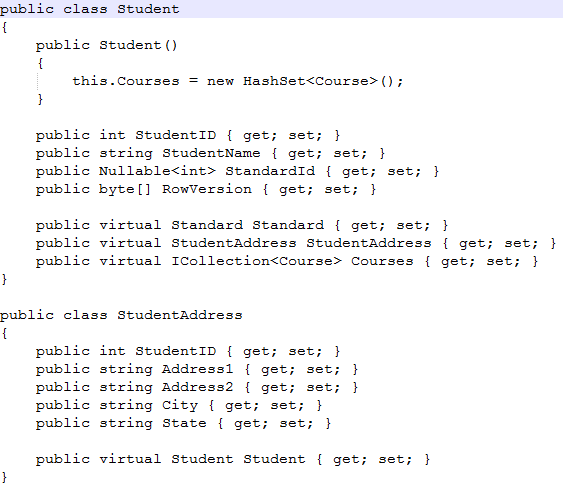 public class Student
{
    public Student()
    {
        this.Courses = new HashSet<Course>();
    }

    public int StudentID { get; set; }
    public string StudentName { get; set; }
    public Nullable<int> StandardId { get; set; }
    public byte[] RowVersion { get; set; }

    public virtual Standard Standard { get; set; }
    public virtual StudentAddress StudentAddress { get; set; }
    public virtual ICollection<Course> Courses { get; set; }
}

public class StudentAddress
{
    public int StudentID { get; set; }
    public string Address1 { get; set; }
    public string Address2 { get; set; }
    public string City { get; set; }
    public string State { get; set; }

    public virtual Student Student { get; set; }
}